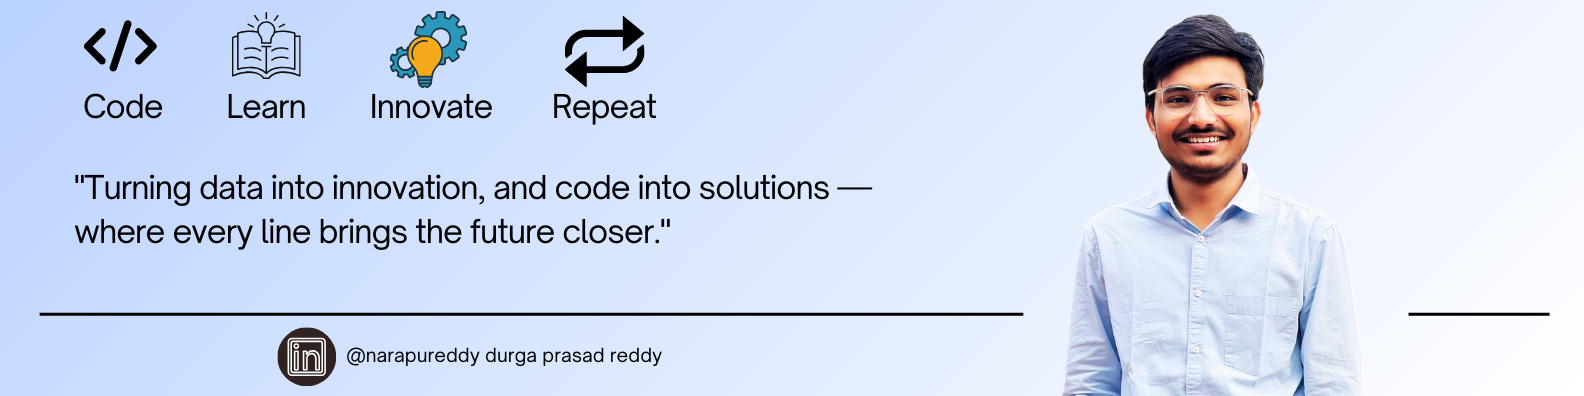 Code Learn Innovate Repeat
"Turning data into innovation, and code into solutions —
where every line brings the future closer."
in @narapureddy durga prasad reddy